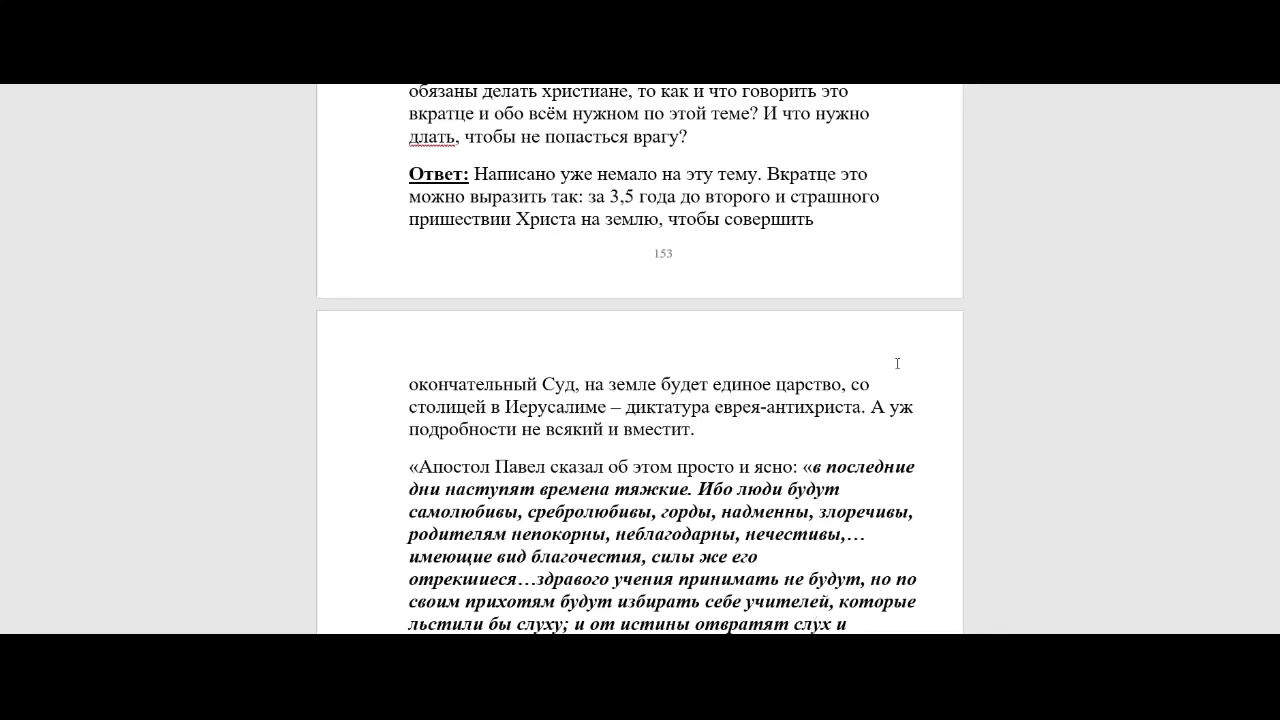 обязаны делать христиане, то как и что говорить это
вкратце и обо всём нужном по этой теме? И что нужно
длать, чтобы не попасться врагу?
Ответ: Написано уже немало на эту тему. Вкратце это
можно выразить так: за 3,5 года до второго и страшного
пришествии Христа на землю, чтобы совершить
153
окончательный Суд, на земле будет единое царство, со
столицей в Иерусалиме – диктатура еврея-антихриста. А уж
подробности не всякий и вместит.
«Апостол Павел сказал об этом просто и ясно: «в последние
дни наступят времена тяжкие. Ибо люди будут
самолюбивы, сребролюбивы, горды, надменны, злоречивы,
родителям непокорны, неблагодарны, нечестивы,…
имеющие вид благочестия, силы же его
отрекшиеся…здравого учения принимать не будут, но по
своим прихотям будут избирать себе учителей, которые
льстили бы слуху; и от истины отвратят слух и